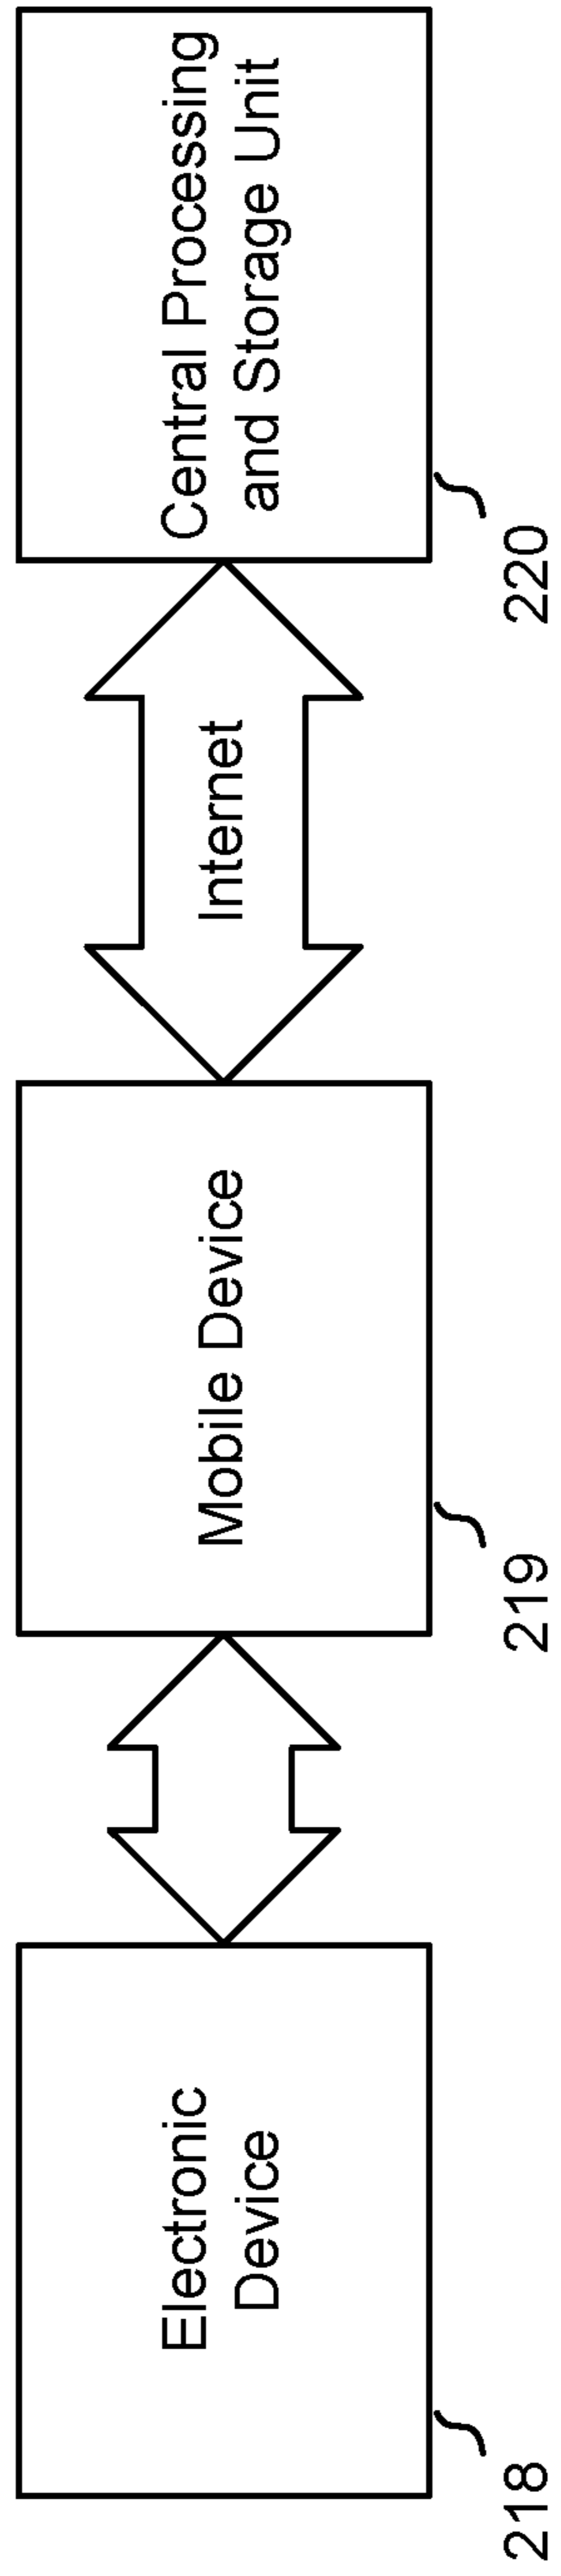 Electronic
Device
218
Mobile Device
219
Internet
Central Processing
and Storage Unit
220